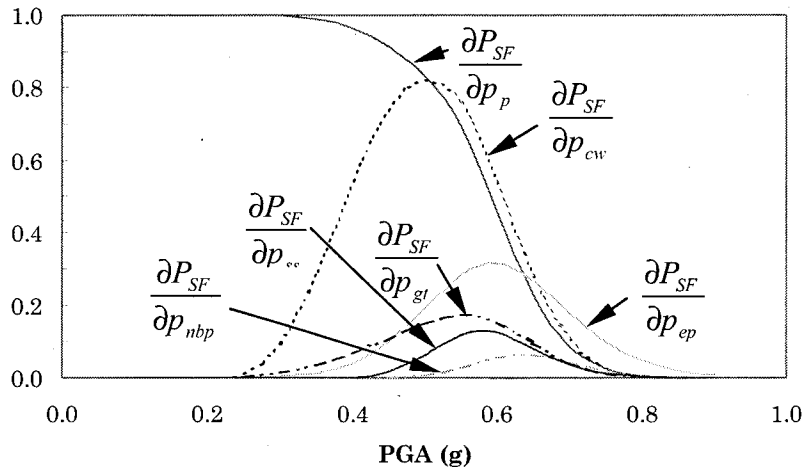 1.0
0.8
0.6
0.4
0.2
0.0
∂P_SF/∂p_p
∂P_SF/∂p_cw
∂P_SF/∂p_ss
∂P_SF/∂p_gt
∂P_SF/∂p_nbp
∂P_SF/∂p_ep
0.0 0.2 0.4 0.6 0.8 1.0
PGA (g)